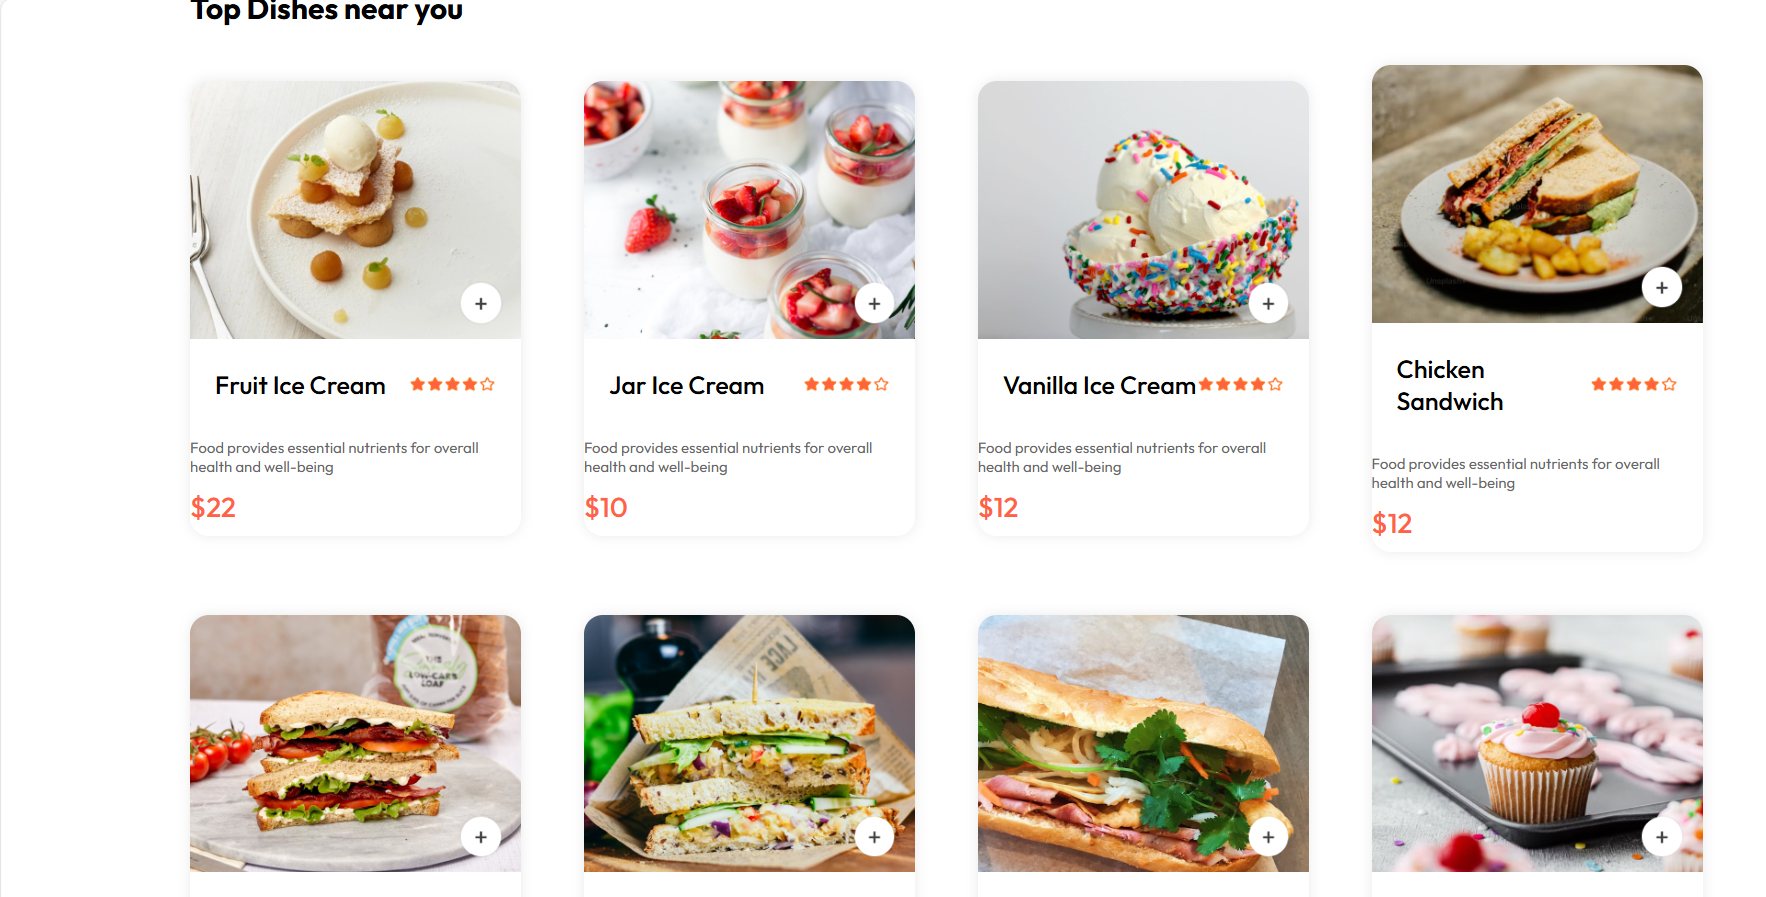 Top Dishes near you
Fruit Ice Cream
Food provides essential nutrients for overall
health and well-being
$22
Jar Ice Cream
Food provides essential nutrients for overall
health and well-being
$10
Vanilla Ice Cream
Food provides essential nutrients for overall
health and well-being
$12
Chicken
Sandwich
Food provides essential nutrients for overall
health and well-being
$12
LOW-CARB
LOAF
LACE